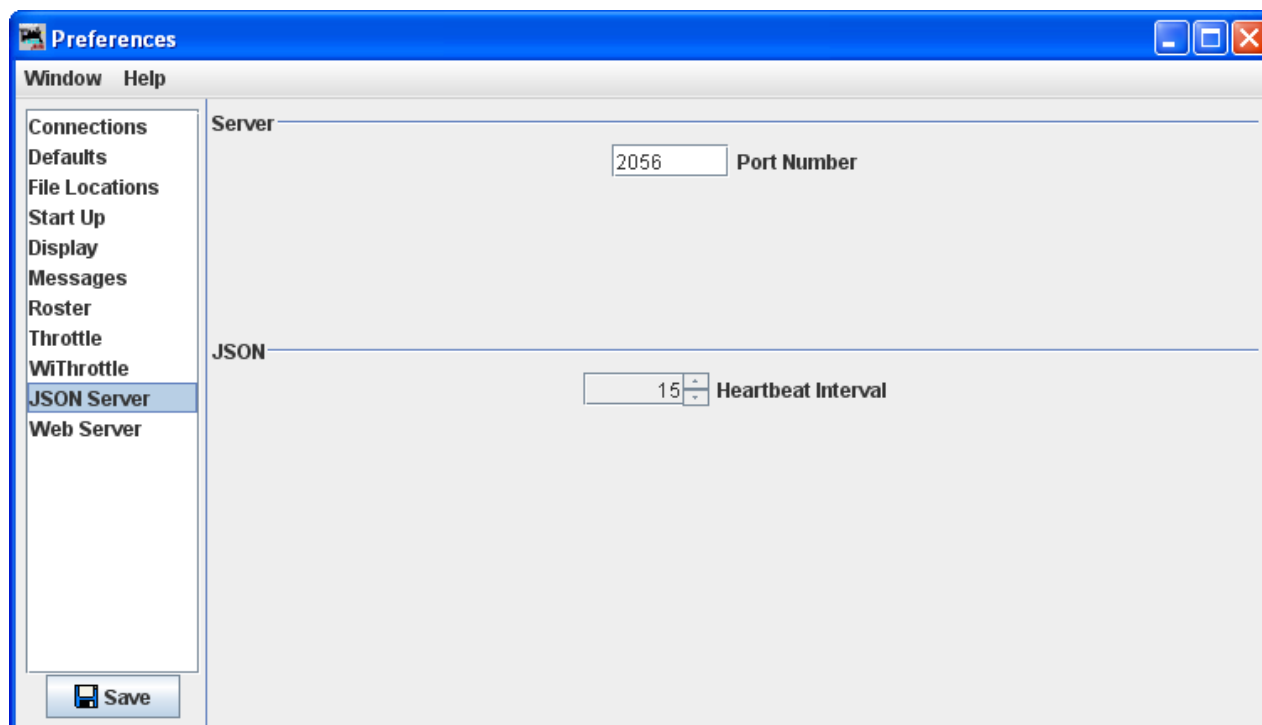 Preferences
Window Help
Connections
Defaults
File Locations
Start Up
Display
Messages
Roster
Throttle
WiThrottle
JSON Server
Web Server
Save
Server
2056 Port Number
JSON
15 Heartbeat Interval